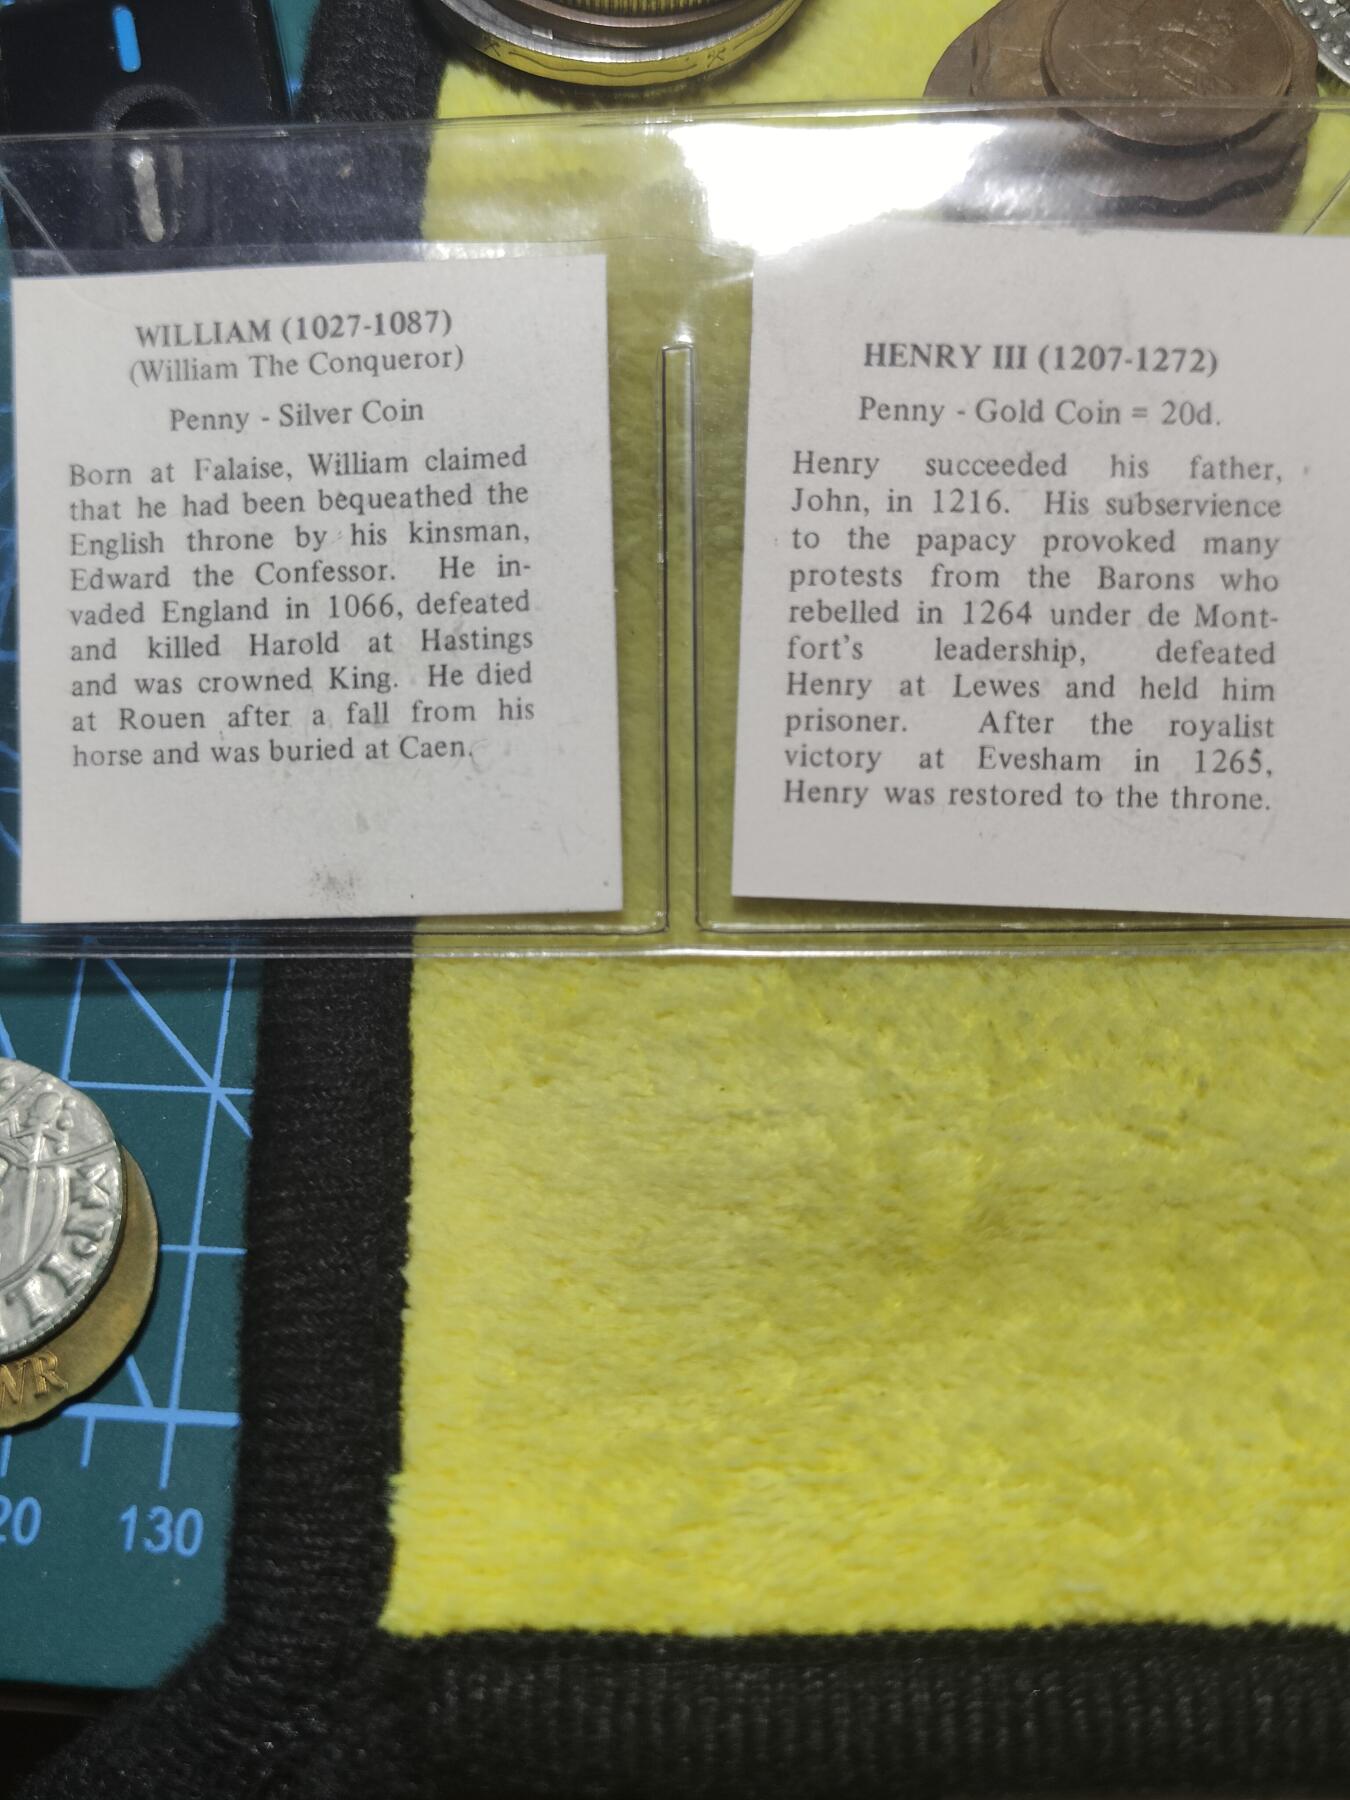 WILLIAM (1027-1087)
(William The Conqueror)
Penny - Silver Coin
Born at Falaise, William claimed
that he had been bequeathed the
English throne by his kinsman,
Edward the Confessor. He in-
vaded England in 1066, defeated
and killed Harold at Hastings
and was crowned King. He died
at Rouen after a fall from his
horse and was buried at Caen.
HENRY III (1207-1272)
Penny - Gold Coin = 20d.
Henry succeeded his father,
John, in 1216. His subservience
to the papacy provoked many
protests from the Barons who
rebelled in 1264 under de Mont-
fort's leadership, defeated
Henry at Lewes and held him
prisoner. After the royalist
victory at Evesham in 1265,
Henry was restored to the throne.
WR
20
130